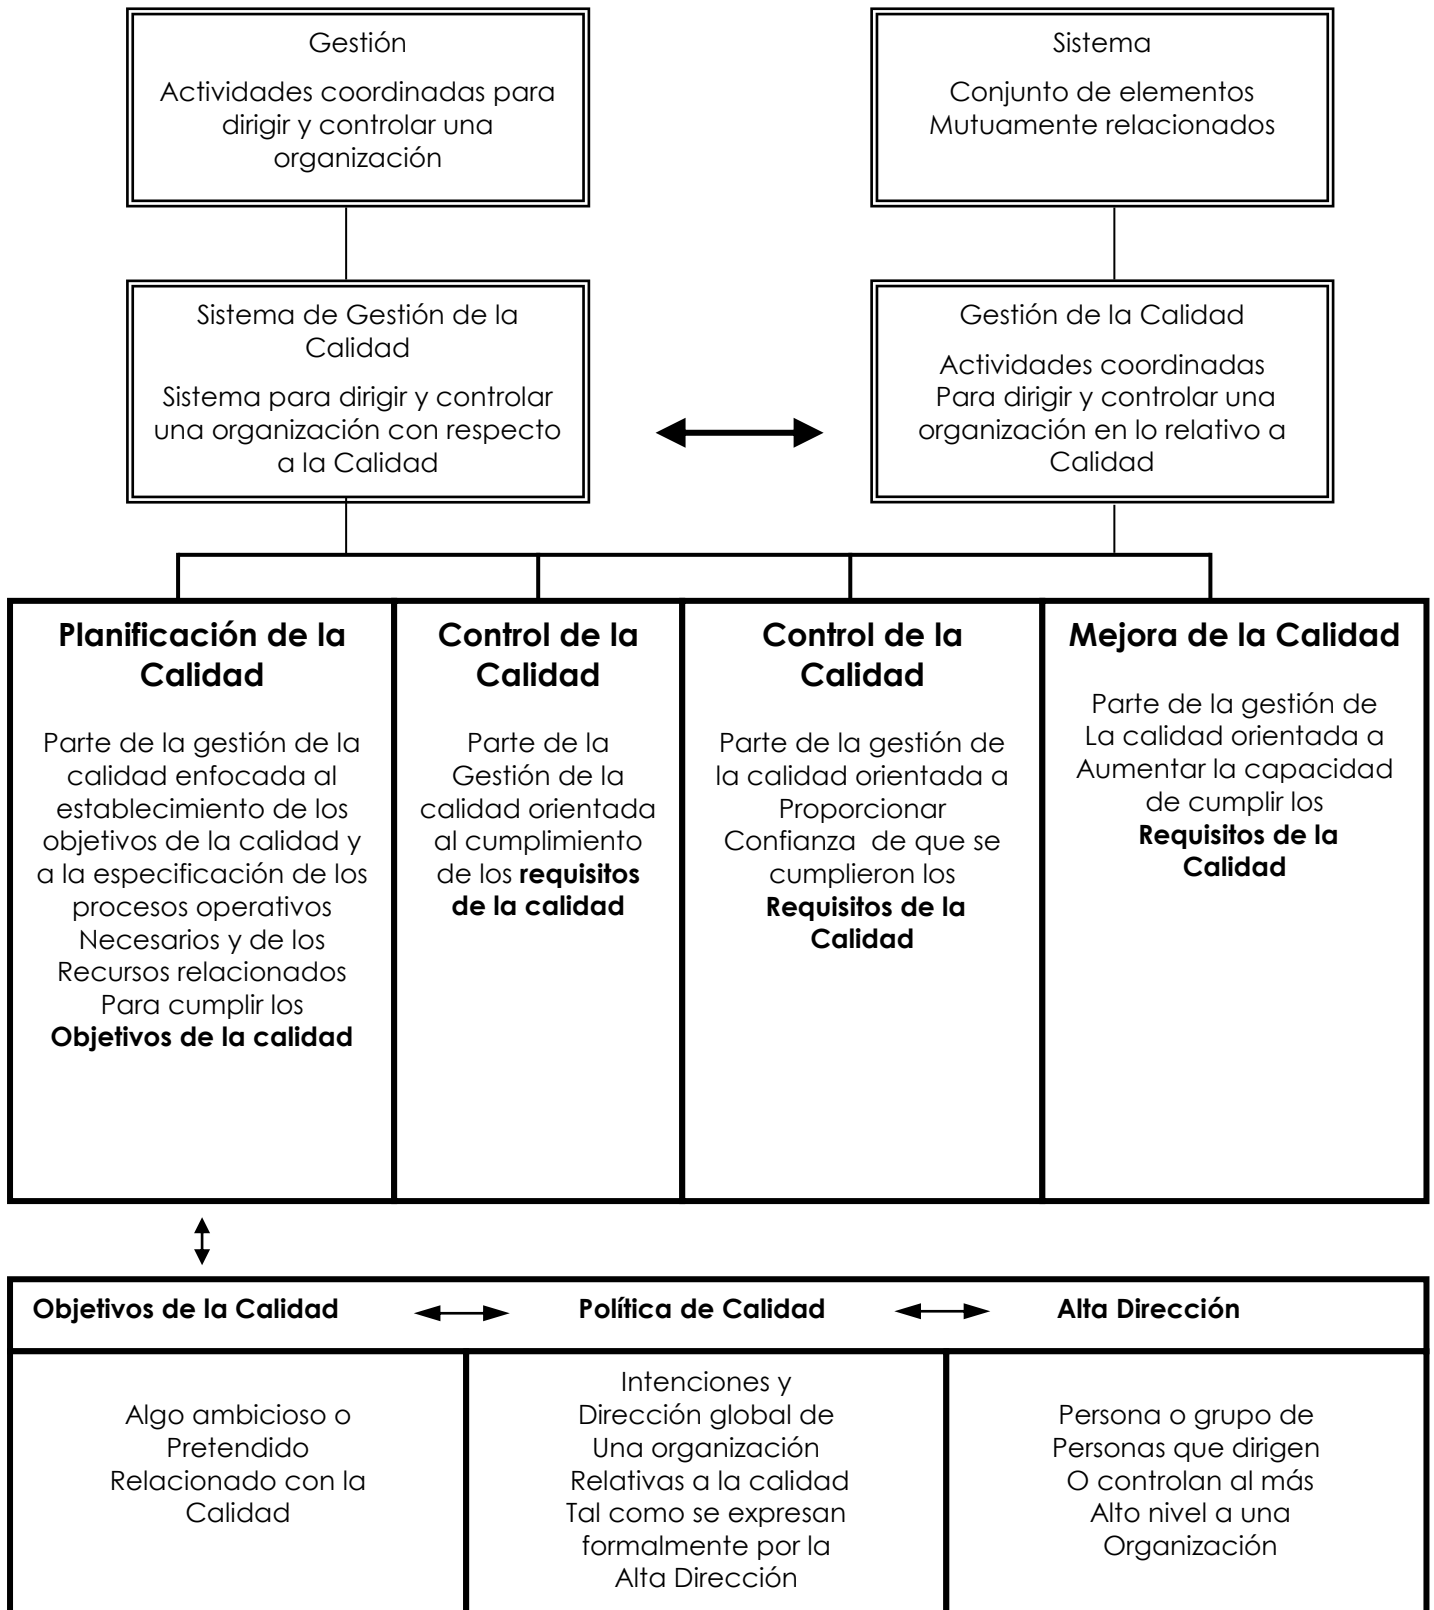 Gestión
Actividades coordinadas para
dirigir y controlar una
organización
Sistema
Conjunto de elementos
Mutuamente relacionados
Sistema de Gestión de la
Calidad
Sistema para dirigir y controlar
una organización con respecto
a la Calidad
Gestión de la Calidad
Actividades coordinadas
Para dirigir y controlar una
organización en lo relativo a
Calidad
Planificación de la
Calidad
Parte de la gestión de la
calidad enfocada al
establecimiento de los
objetivos de la calidad y
a la especificación de los
procesos operativos
Necesarios y de los
Recursos relacionados
Para cumplir los
Objetivos de la calidad
Control de la
Calidad
Parte de la
Gestión de la
calidad orientada
al cumplimiento
de los requisitos
de la calidad
Control de la
Calidad
Parte de la gestión de
la calidad orientada a
Proporcionar
Confianza de que se
cumplieron los
Requisitos de la
Calidad
Mejora de la Calidad
Parte de la gestión de
La calidad orientada a
Aumentar la capacidad
de cumplir los
Requisitos de la
Calidad
Objetivos de la Calidad
Política de Calidad
Alta Dirección
Algo ambicioso o
Pretendido
Relacionado con la
Calidad
Intenciones y
Dirección global de
Una organización
Relativas a la calidad
Tal como se expresan
formalmente por la
Alta Dirección
Persona o grupo de
Personas que dirigen
O controlan al más
Alto nivel a una
Organización